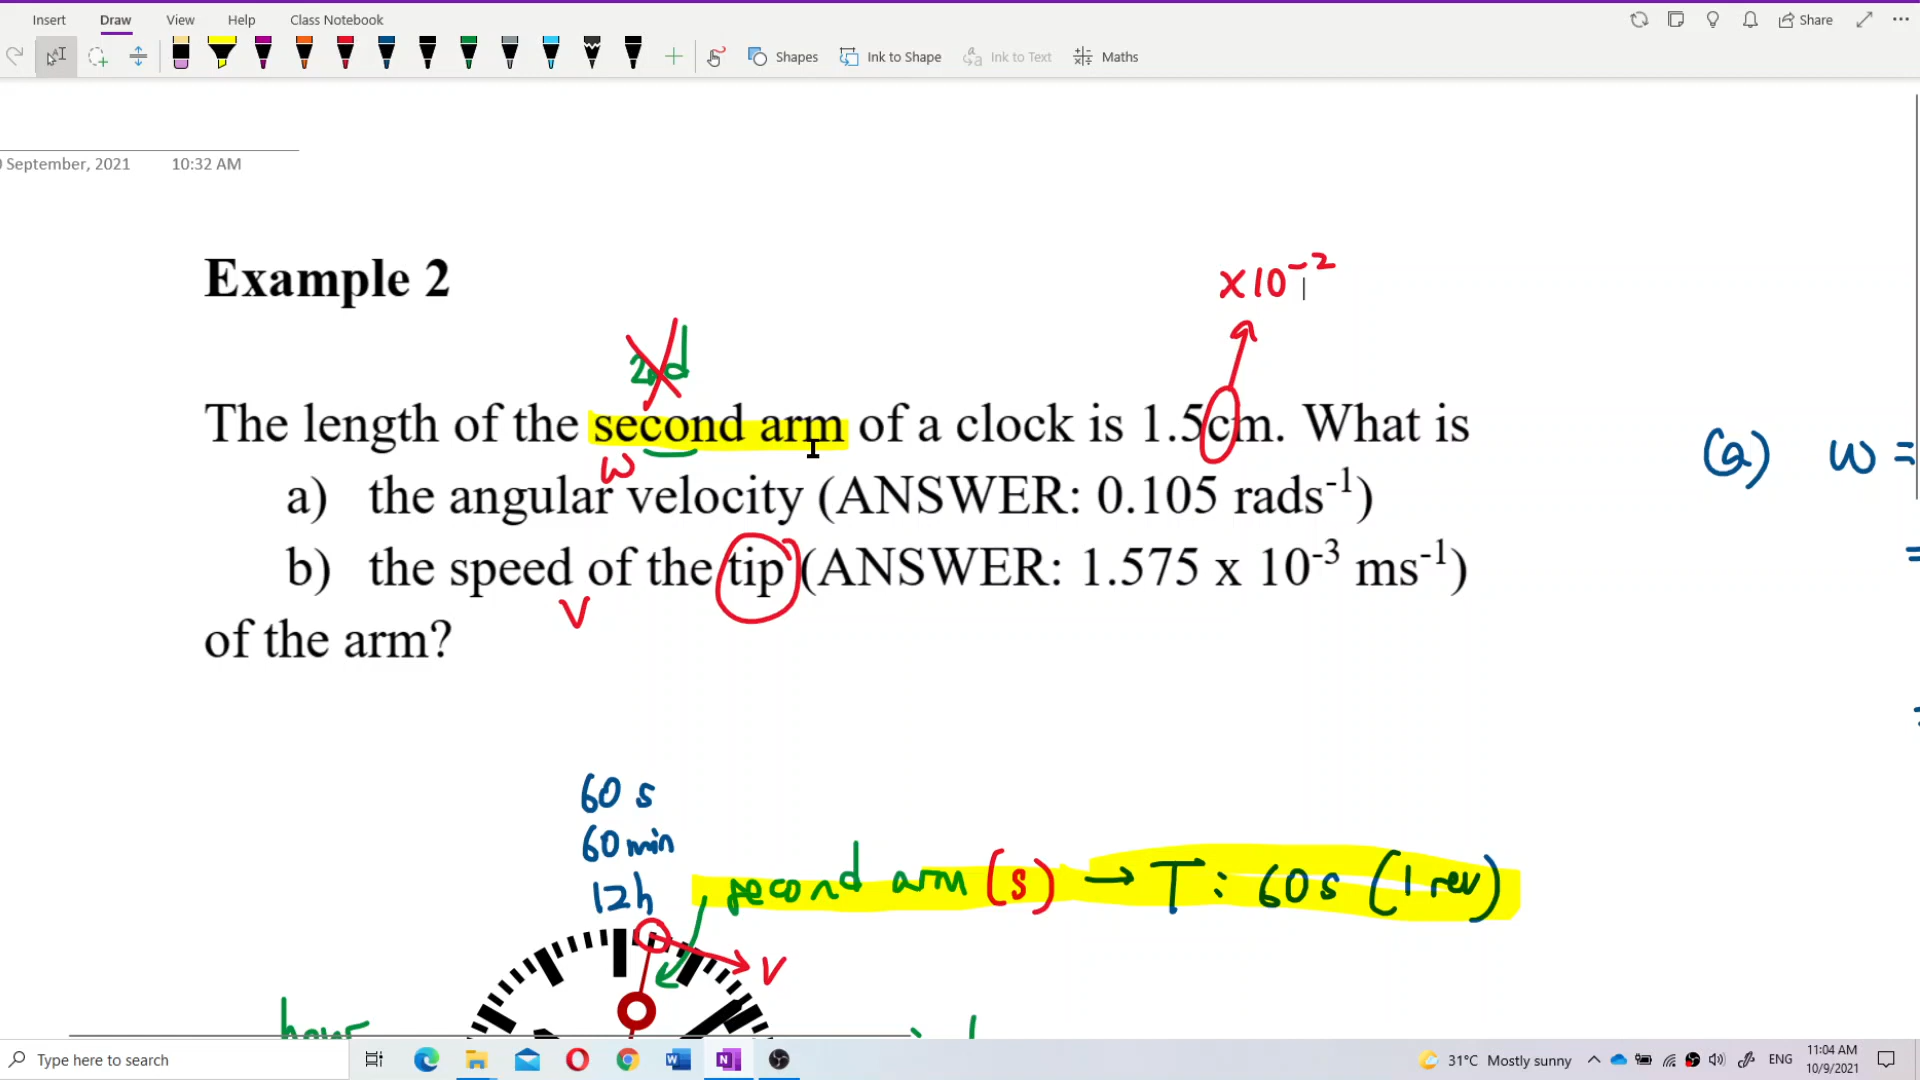 Insert Draw View Help Class Notebook Share
Shapes Ink to Shape Ink to Text Maths
September, 2021 10:32 AM
Example 2
x10⁻²
2nd
The length of the second arm of a clock is 1.5cm. What is
(a) w =
w
a) the angular velocity (ANSWER: 0.105 rads⁻¹)
b) the speed of the tip (ANSWER: 1.575 x 10⁻³ ms⁻¹)
=
v
of the arm?
60 s
60 min
12h
second arm (s) → T : 60s (1 rev)
v
hour
Type here to search
31°C Mostly sunny ENG 11:04 AM
10/9/2021